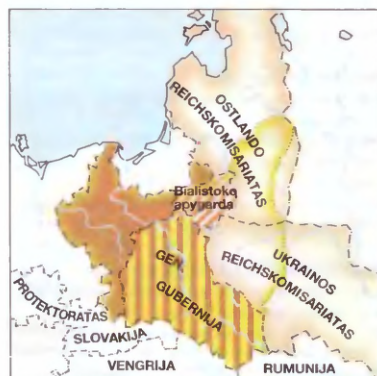 OSTLANDO
REICHSKOMISARIATAS
Bialistoko
apygarda
GEN.
GUBERNIJA
UKRAINOS
REICHSKOMISARIATAS
PROTEKTORATAS
SLOVAKIJA
VENGRIJA
RUMUNIJA